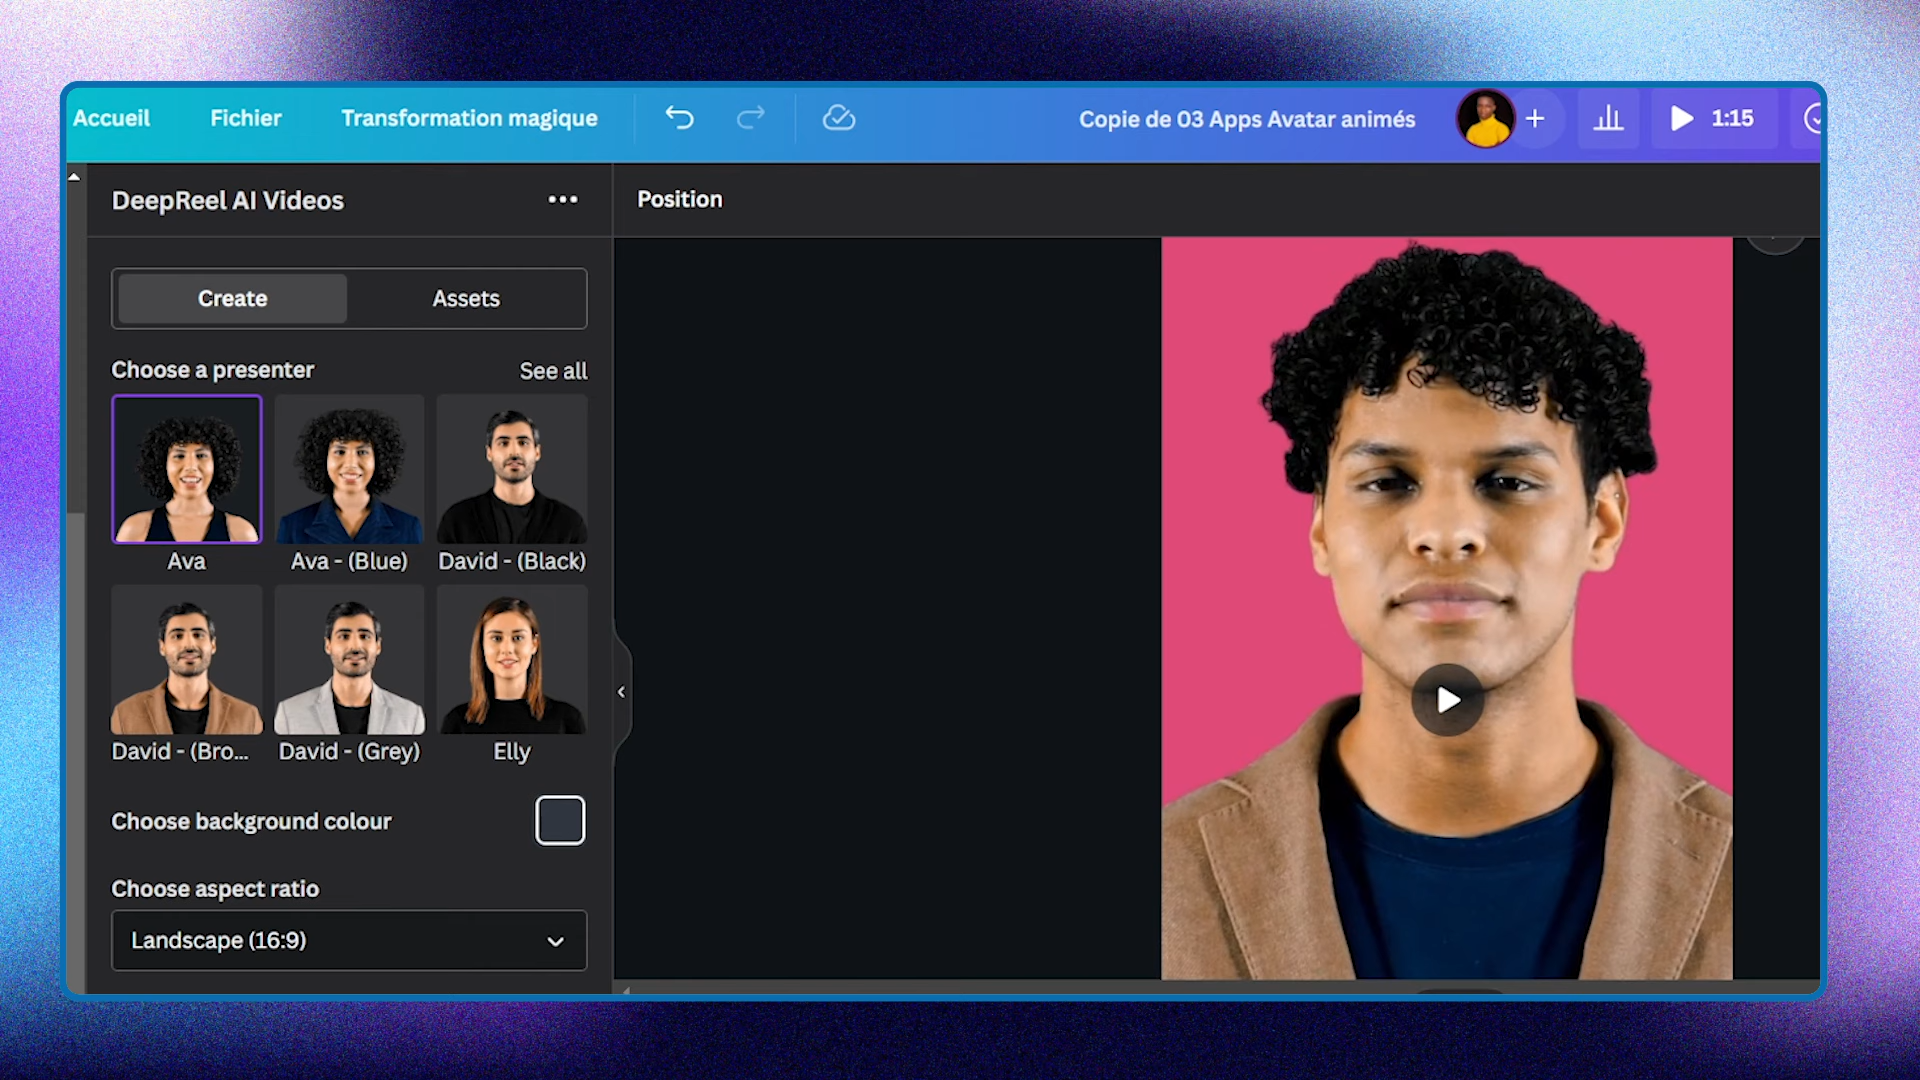 Accueil Fichier Transformation magique Copie de 03 Apps Avatar animés 1:15
DeepReel AI Videos
Position
Create Assets
Choose a presenter See all
Ava Ava - (Blue) David - (Black)
David - (Bro... David - (Grey) Elly
Choose background colour
Choose aspect ratio
Landscape (16:9)